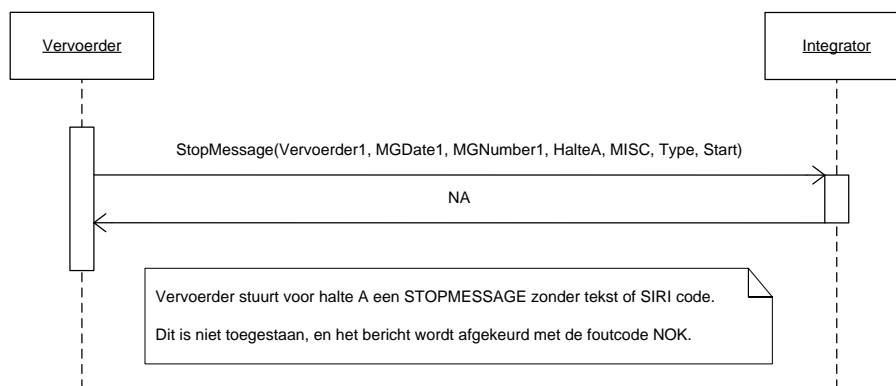 Vervoerder
Integrator
StopMessage(Vervoerder1, MGDate1, MGNumber1, HalteA, MISC, Type, Start)
NA
Vervoerder stuurt voor halte A een STOPMESSAGE zonder tekst of SIRI code.
Dit is niet toegestaan, en het bericht wordt afgekeurd met de foutcode NOK.